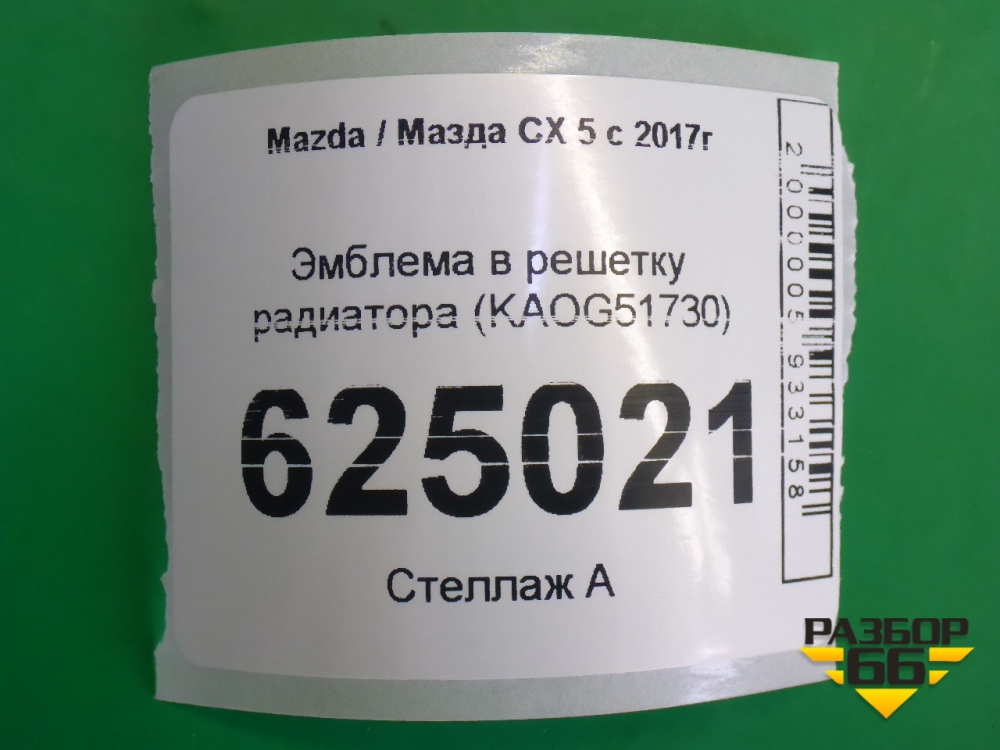 Mazda / Мазда CX 5 с 2017г
Эмблема в решетку
радиатора (KAOG51730)
625021
Стеллаж А
2000005933158
РАЗБОР
66